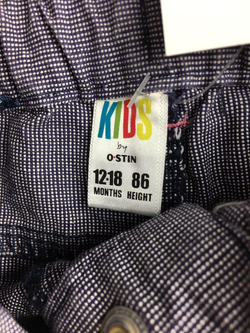 KIDS
by
O·STIN
12·18 86
MONTHS HEIGHT